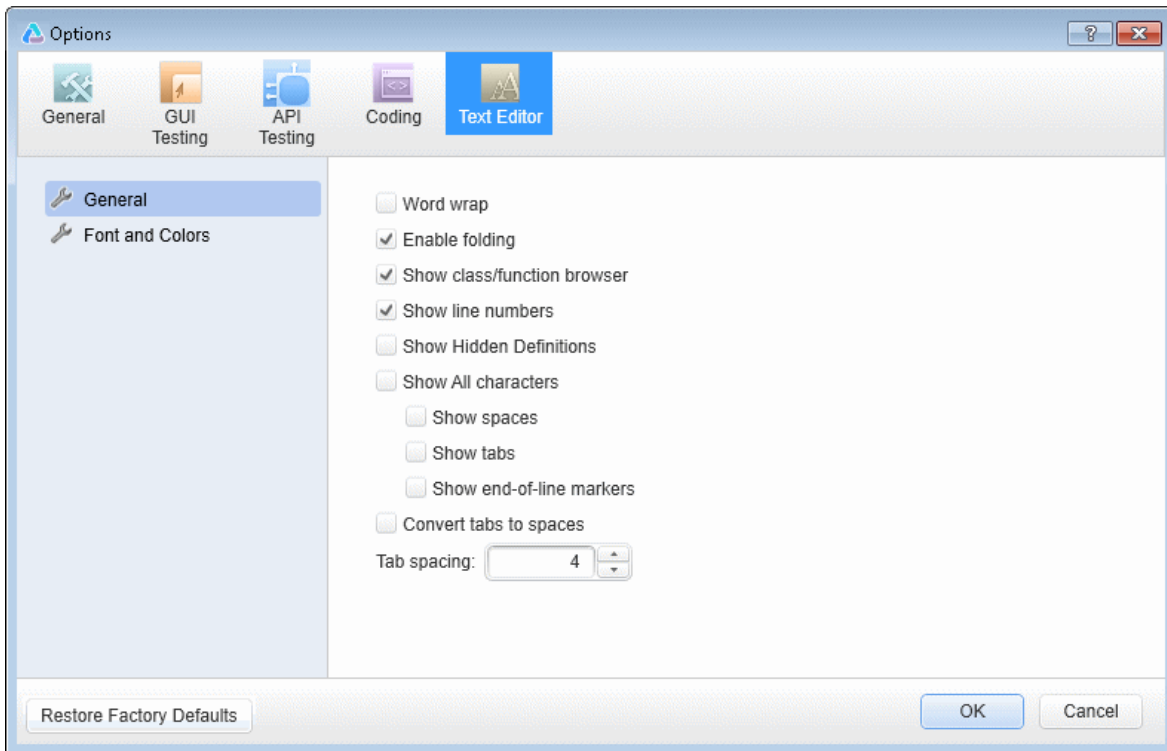 Options
General
GUI
Testing
API
Testing
Coding
Text Editor
General
Font and Colors
Word wrap
Enable folding
Show class/function browser
Show line numbers
Show Hidden Definitions
Show All characters
Show spaces
Show tabs
Show end-of-line markers
Convert tabs to spaces
Tab spacing: 4
Restore Factory Defaults
OK
Cancel